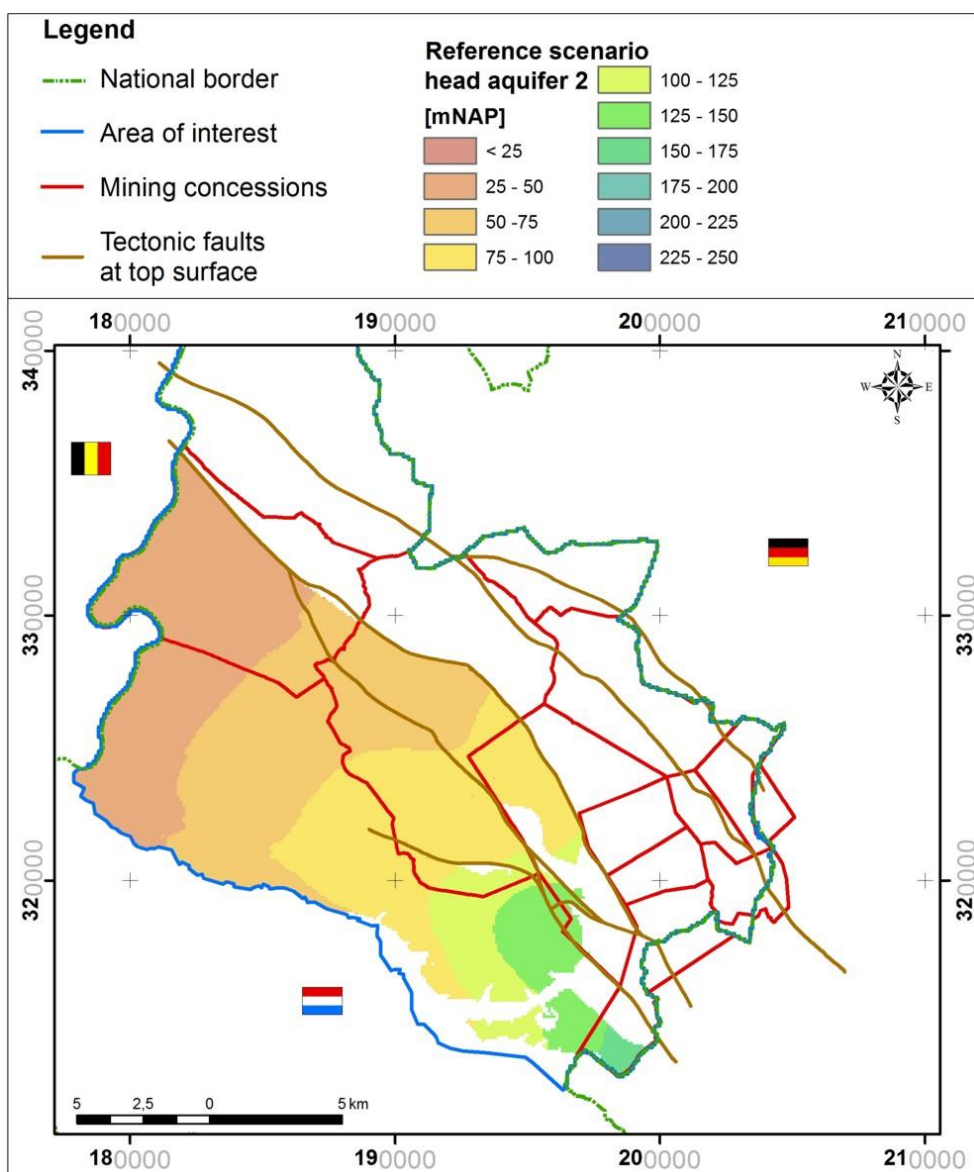 Legend
National border
Area of interest
Mining concessions
Tectonic faults
at top surface
Reference scenario
head aquifer 2
[mNAP]
< 25
25 - 50
50 -75
75 - 100
100 - 125
125 - 150
150 - 175
175 - 200
200 - 225
225 - 250
180000 190000 200000 210000
340000 330000 320000
340000 330000 320000
N
W E
S
5 2,5 0 5 km
180000 190000 200000 210000